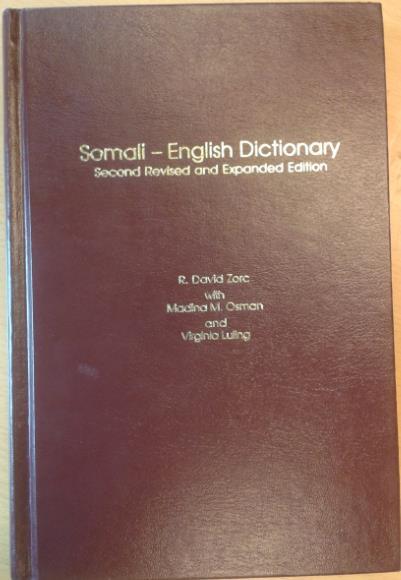 Somali – English Dictionary
Second Revised and Expanded Edition
R. David Zorc
with
Madina M. Osman
and
Virginia Luling